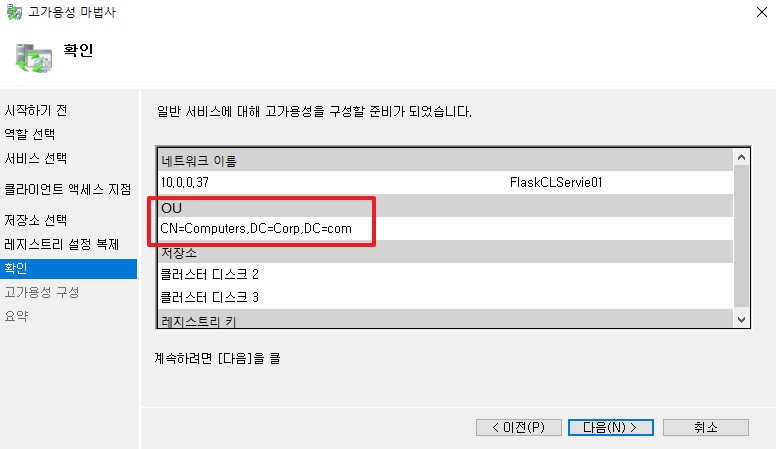 고가용성 마법사
확인
시작하기 전
역할 선택
서비스 선택
클라이언트 액세스 지점
저장소 선택
레지스트리 설정 복제
확인
고가용성 구성
요약
일반 서비스에 대해 고가용성을 구성할 준비가 되었습니다.
네트워크 이름
10.0.0.37 FlaskCLServie01
OU
CN=Computers,DC=Corp,DC=com
저장소
클러스터 디스크 2
클러스터 디스크 3
레지스트리 키
계속하려면 [다음]을 클
< 이전(P)
다음(N) >
취소